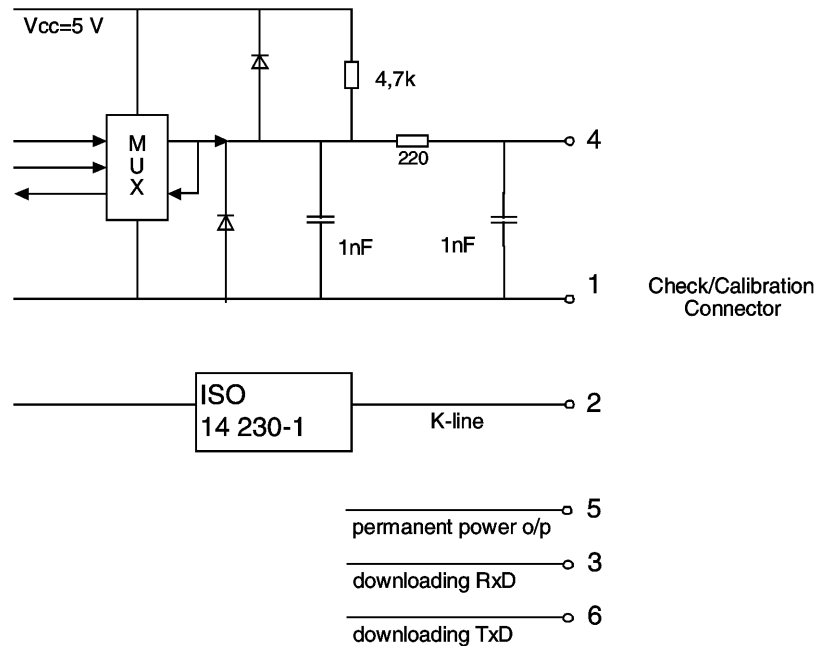 Vcc=5 V
4,7k
M
U
X
220
4
1nF
1nF
1
Check/Calibration
Connector
ISO
14 230-1
K-line
2
permanent power o/p
5
downloading RxD
3
downloading TxD
6